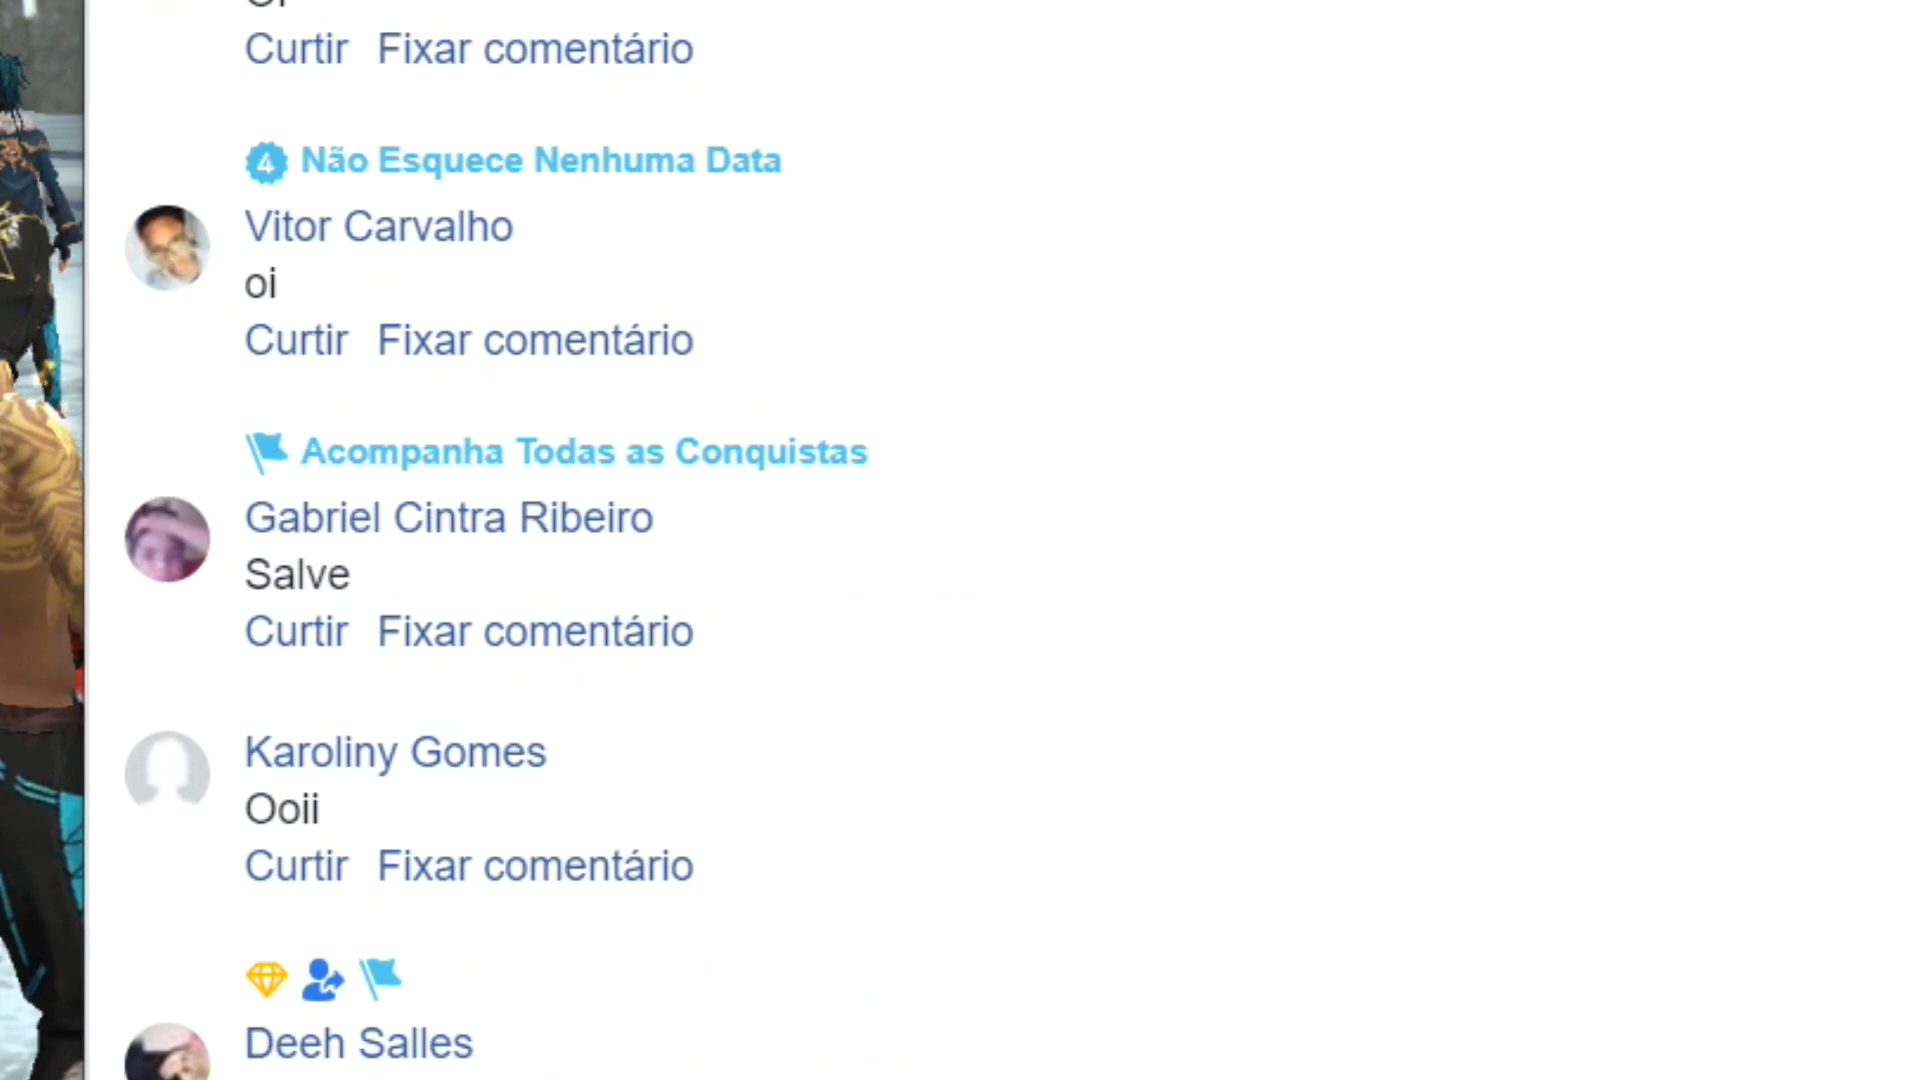 Curtir Fixar comentário
4 Não Esquece Nenhuma Data
Vitor Carvalho
oi
Curtir Fixar comentário
Acompanha Todas as Conquistas
Gabriel Cintra Ribeiro
Salve
Curtir Fixar comentário
Karoliny Gomes
Ooii
Curtir Fixar comentário
Deeh Salles